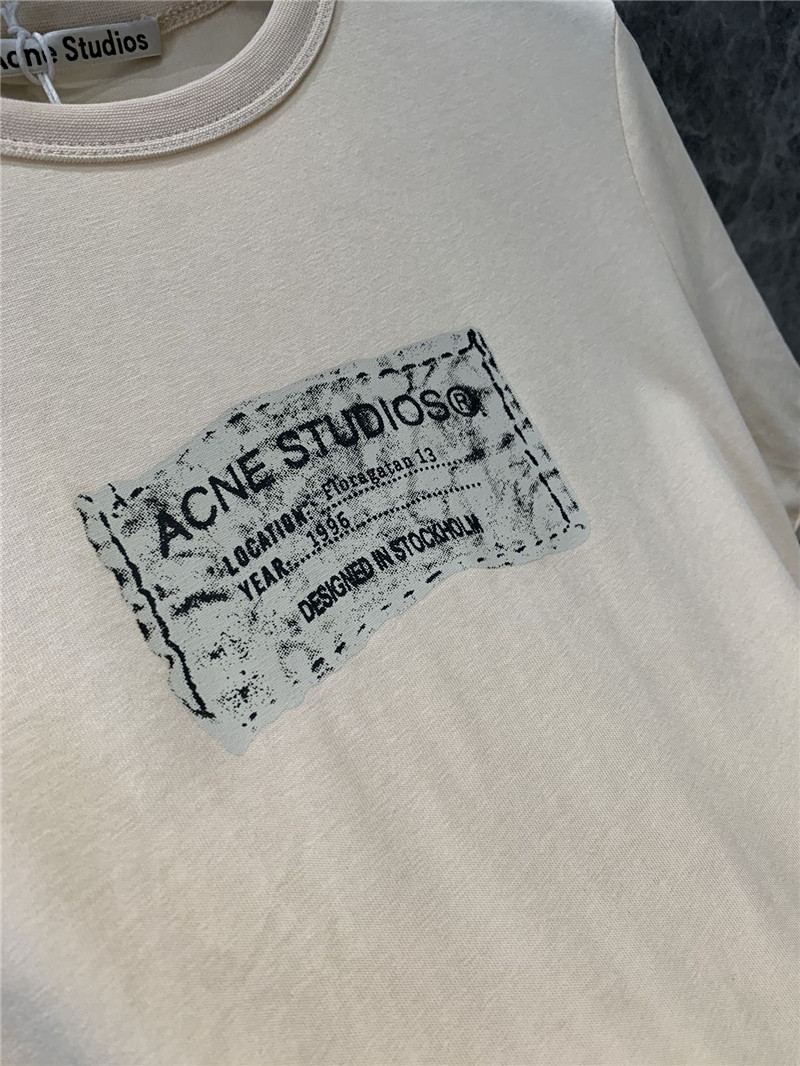 Acne Studios
ACNE STUDIOS®
LOCATION: Floragatan 13
YEAR 1996
DESIGNED IN STOCKHOLM